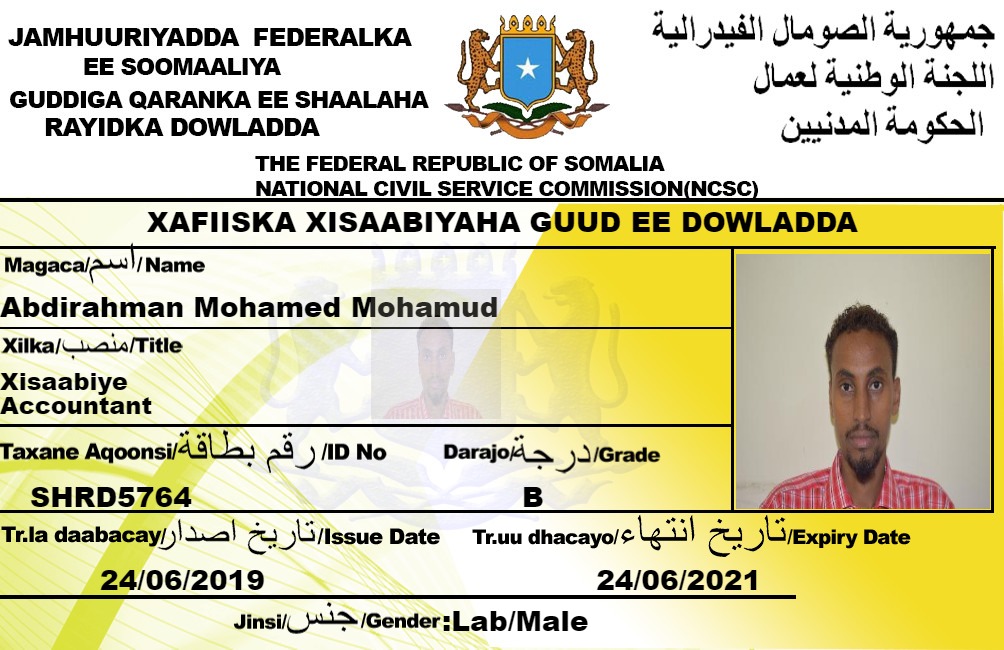 JAMHUURIYADDA FEDERALKA
EE SOOMAALIYA
GUDDIGA QARANKA EE SHAALAHA
RAYIDKA DOWLADDA
جمهورية الصومال الفيدرالية
اللجنة الوطنية لعمال
الحكومة المدنيين
THE FEDERAL REPUBLIC OF SOMALIA
NATIONAL CIVIL SERVICE COMMISSION(NCSC)
XAFIISKA XISAABIYAHA GUUD EE DOWLADDA
Magaca/اسم/Name
Abdirahman Mohamed Mohamud
Xilka/منصب/Title
Xisaabiye
Accountant
Taxane Aqoonsi/رقم بطاقة/ID No
SHRD5764
Darajo/درجة/Grade
B
Tr.la daabacay/تاريخ اصدار/Issue Date
24/06/2019
Tr.uu dhacayo/تاريخ انتهاء/Expiry Date
24/06/2021
Jinsi/جنس/Gender:Lab/Male